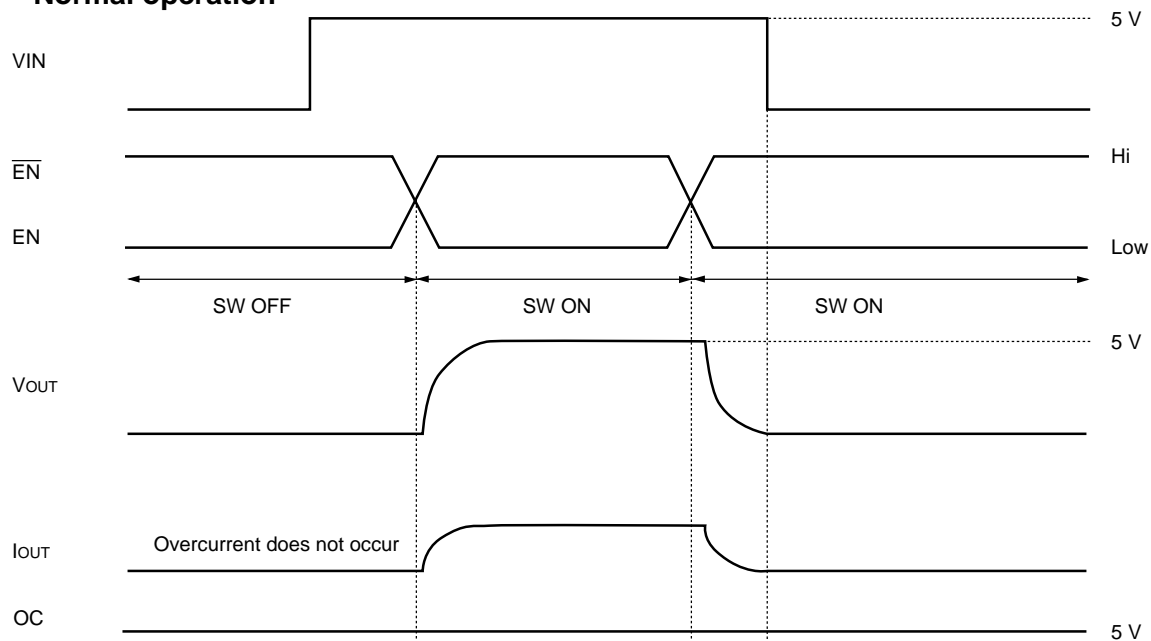 Normal operation
5 V
VIN
EN
Hi
EN
Low
SW OFF
SW ON
SW ON
5 V
VOUT
Overcurrent does not occur
IOUT
OC
5 V